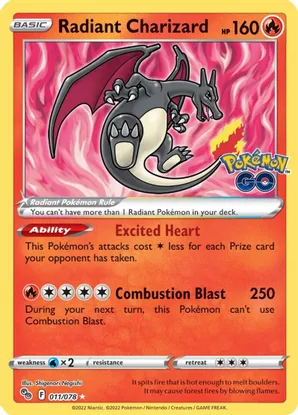 BASIC Radiant Charizard HP 160
Pokémon
GO
Radiant Pokémon Rule
You can't have more than 1 Radiant Pokémon in your deck.
Ability Excited Heart
This Pokémon's attacks cost less for each Prize card
your opponent has taken.
Combustion Blast 250
During your next turn, this Pokémon can't use
Combustion Blast.
weakness ×2 resistance retreat
Illus. Shigenori Negishi
F 011/078
It spits fire that is hot enough to melt boulders.
It may cause forest fires by blowing flames.
©2022 Pokémon / Nintendo / Creatures / GAME FREAK.